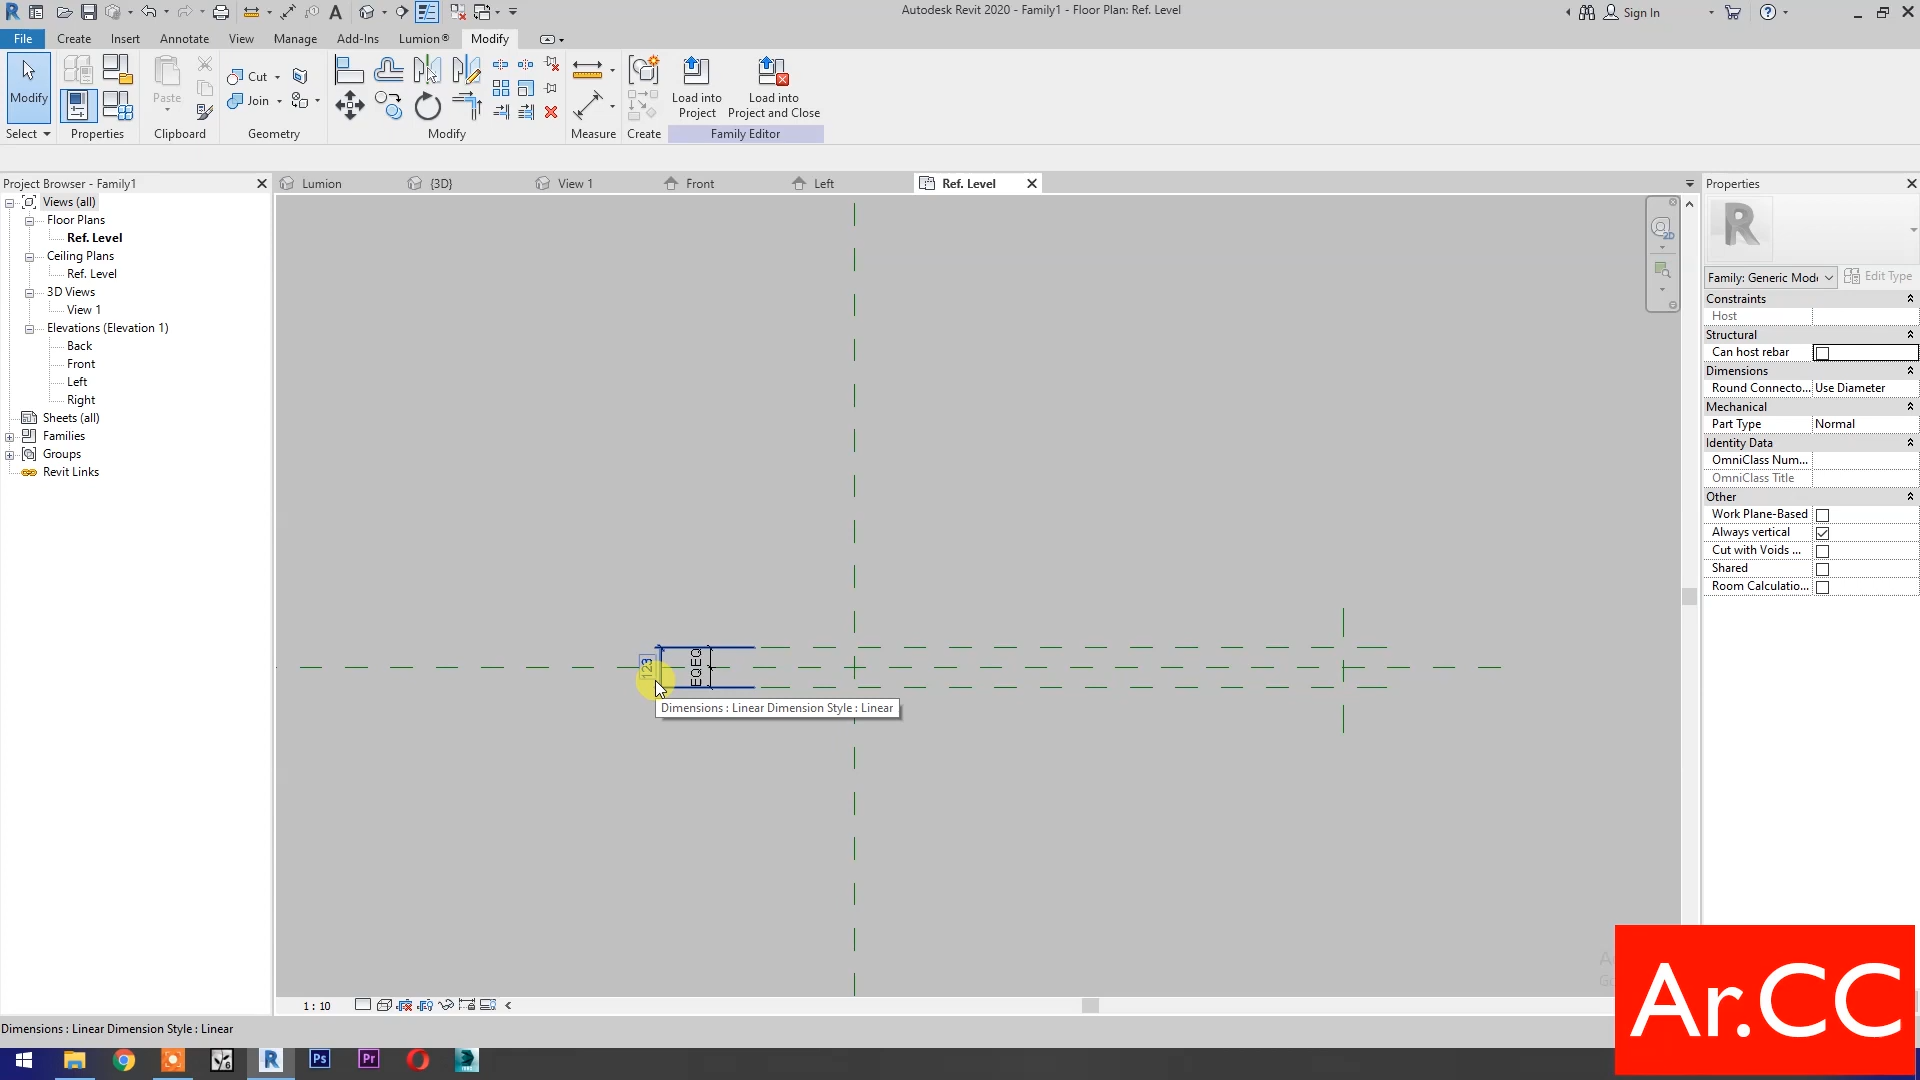 Autodesk Revit 2020 - Family1 - Floor Plan: Ref. Level
Sign In
File Create Insert Annotate View Manage Add-Ins Lumion® Modify
Modify
Paste
Cut
Join
Load into Project
Load into Project and Close
Select Properties Clipboard Geometry Modify Measure Create Family Editor
Project Browser - Family1
Lumion
{3D}
View 1
Front
Left
Ref. Level
Properties
Views (all)
Floor Plans
Ref. Level
Ceiling Plans
Ref. Level
3D Views
View 1
Elevations (Elevation 1)
Back
Front
Left
Right
Sheets (all)
Families
Groups
Revit Links
2D
R
Family: Generic Mode
Edit Type
Constraints
Host
Structural
Can host rebar
Dimensions
Round Connecto... Use Diameter
Mechanical
Part Type Normal
Identity Data
OmniClass Num...
OmniClass Title
Other
Work Plane-Based
Always vertical
Cut with Voids ...
Shared
Room Calculatio...
123
EQ EQ
Dimensions : Linear Dimension Style : Linear
1 : 10
Dimensions : Linear Dimension Style : Linear
Ar.CC
R
Ps
Pr